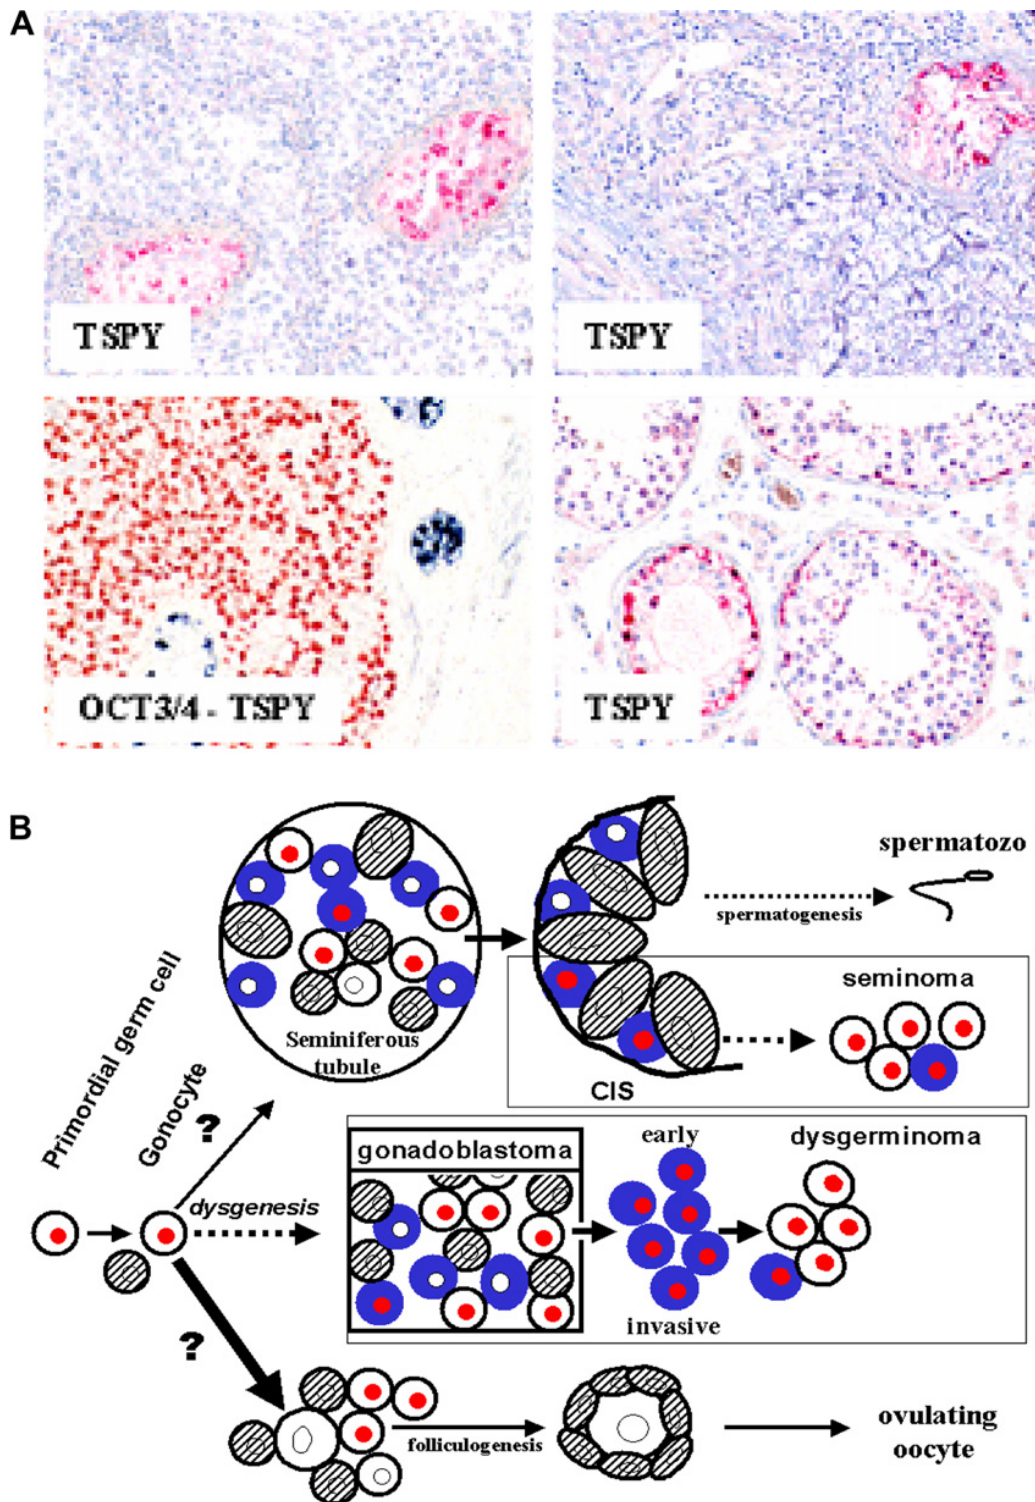 A
TSPY
TSPY
OCT3/4 - TSPY
TSPY
B
spermatozo
spermatogenesis
seminoma
Seminiferous
tubule
CIS
Primordial germ cell
Gonocyte
?
dysgenesis
gonadoblastoma
early
dysgerminoma
invasive
?
folliculogenesis
ovulating
oocyte